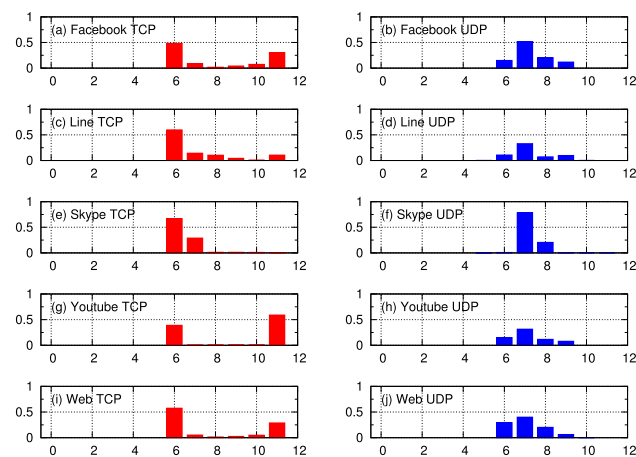 1 (a) Facebook TCP
0.5
0
0 2 4 6 8 10 12
1 (b) Facebook UDP
0.5
0
0 2 4 6 8 10 12
1 (c) Line TCP
0.5
0
0 2 4 6 8 10 12
1 (d) Line UDP
0.5
0
0 2 4 6 8 10 12
1 (e) Skype TCP
0.5
0
0 2 4 6 8 10 12
1 (f) Skype UDP
0.5
0
0 2 4 6 8 10 12
1 (g) Youtube TCP
0.5
0
0 2 4 6 8 10 12
1 (h) Youtube UDP
0.5
0
0 2 4 6 8 10 12
1 (i) Web TCP
0.5
0
0 2 4 6 8 10 12
1 (j) Web UDP
0.5
0
0 2 4 6 8 10 12